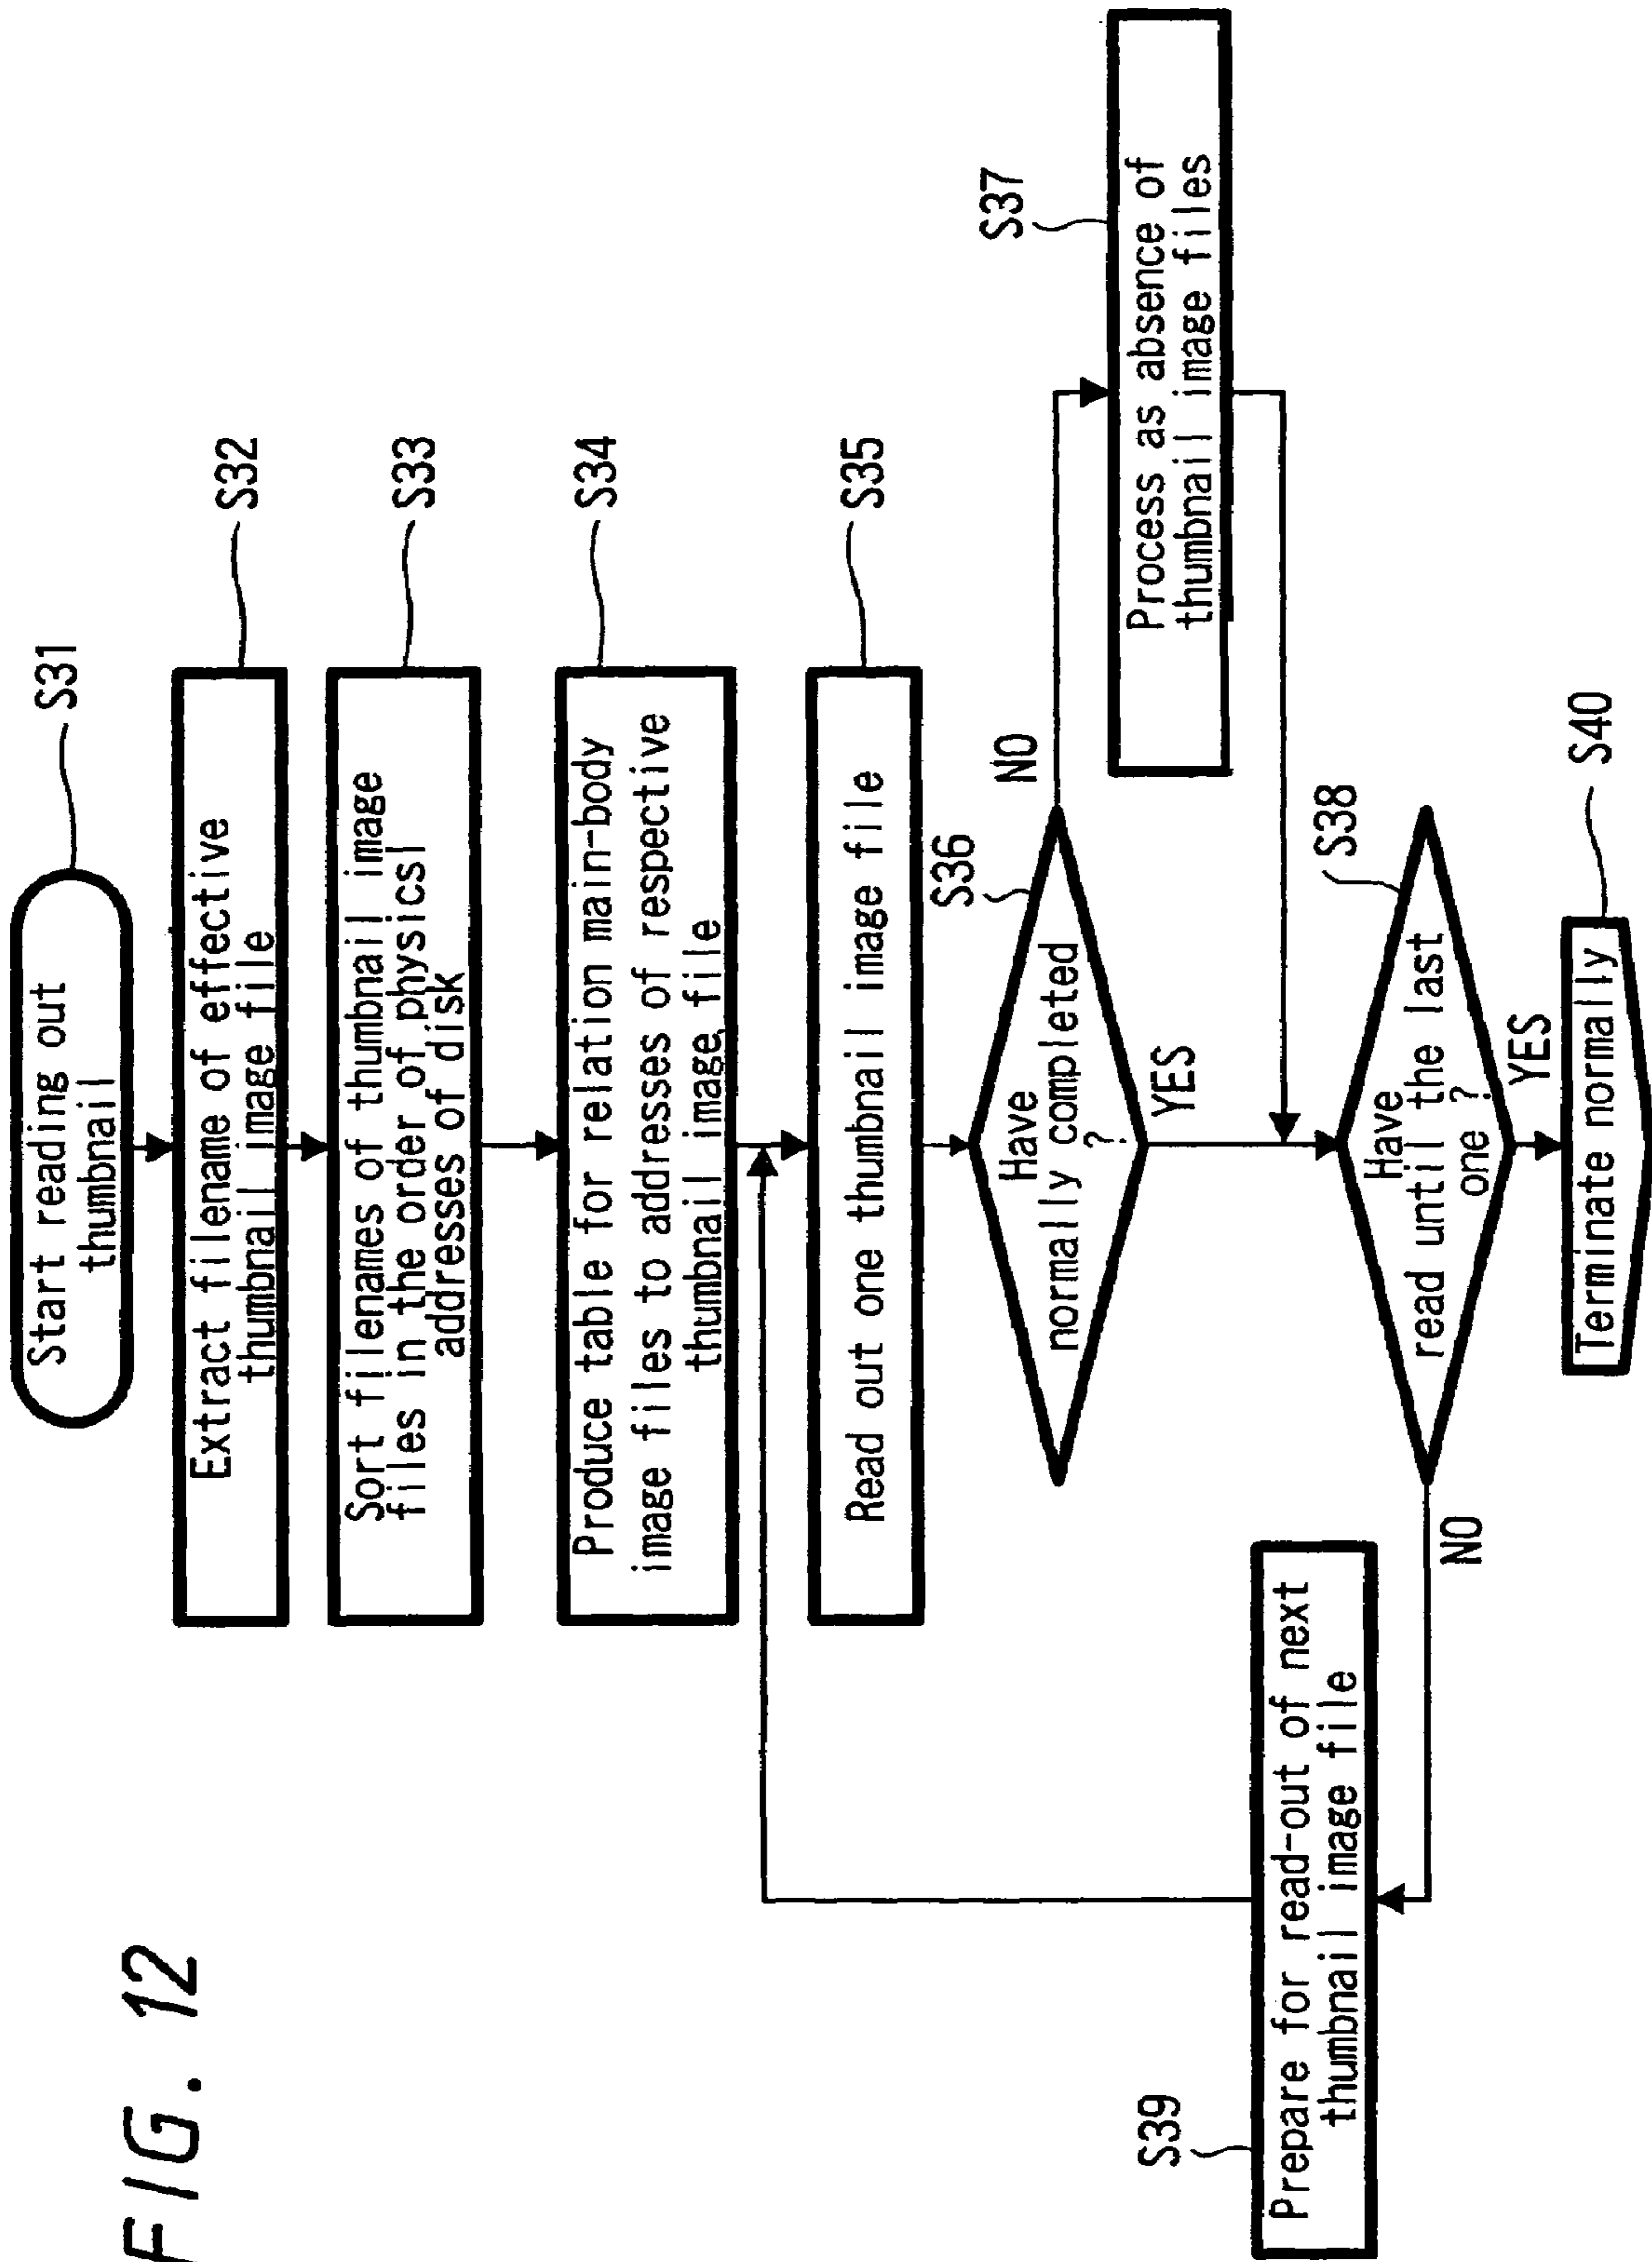 FIG. 12
Start reading out
thumbnail
S31
Extract filename of effective
thumbnail image file
S32
Sort filenames of thumbnail image
files in the order of physicsl
addresses of disk
S33
Produce table for relation main-body
image files to addresses of respective
thumbnail image file
S34
Read out one thumbnail image file
S35
Have
normally completed
?
S36
NO
YES
Process as absence of
thumbnail image files
S37
Have
read until the last
one ?
S38
NO
YES
Prepare for read-out of next
thumbnail image file
S39
Terminate normally
S40